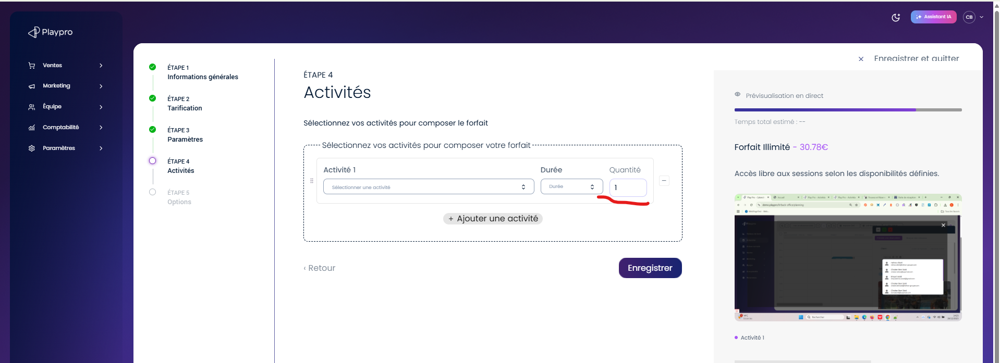 Assistant IA
CB
Playpro
Ventes
Marketing
Équipe
Comptabilité
Paramètres
ÉTAPE 1
Informations générales
ÉTAPE 2
Tarification
ÉTAPE 3
Paramètres
ÉTAPE 4
Activités
ÉTAPE 5
Options
ÉTAPE 4
Activités
Sélectionnez vos activités pour composer le forfait
Sélectionnez vos activités pour composer votre forfait
Activité 1
Durée
Quantité
Sélectionner une activité
Durée
1
+ Ajouter une activité
‹ Retour
Enregistrer
× Enregistrer et quitter
Prévisualisation en direct
Temps total estimé : --
Forfait Illimité - 30.78€
Accès libre aux sessions selon les disponibilités définies.
Rechercher
Activité 1